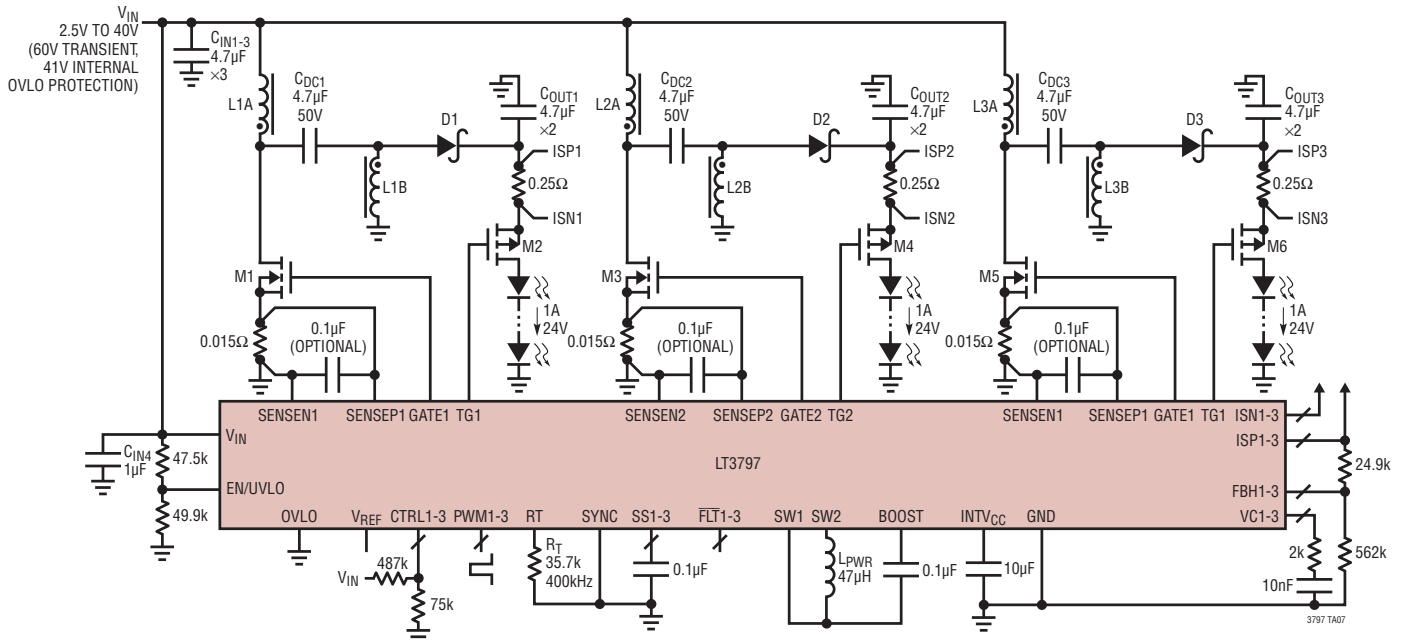 VIN
2.5V TO 40V
(60V TRANSIENT,
41V INTERNAL
OVLO PROTECTION)
CIN1-3
4.7µF
×3
L1A
CDC1
4.7µF
50V
D1
COUT1
4.7µF
×2
ISP1
0.25Ω
ISN1
L1B
M2
M1
1A
24V
0.015Ω
0.1µF
(OPTIONAL)
L2A
CDC2
4.7µF
50V
D2
COUT2
4.7µF
×2
ISP2
0.25Ω
ISN2
L2B
M4
M3
1A
24V
0.015Ω
0.1µF
(OPTIONAL)
L3A
CDC3
4.7µF
50V
D3
COUT3
4.7µF
×2
ISP3
0.25Ω
ISN3
L3B
M6
M5
1A
24V
0.015Ω
0.1µF
(OPTIONAL)
SENSEN1 SENSEP1 GATE1 TG1
SENSEN2 SENSEP2 GATE2 TG2
SENSEN1 SENSEP1 GATE1 TG1
ISN1-3
ISP1-3
FBH1-3
VC1-3
VIN
EN/UVLO
LT3797
CIN4
1µF
47.5k
49.9k
24.9k
562k
2k
10nF
OVLO VREF CTRL1-3 PWM1-3 RT SYNC SS1-3 FLT1-3 SW1 SW2 BOOST INTVCC GND
VIN
487k
75k
RT
35.7k
400kHz
0.1µF
LPWR
47µH
0.1µF
10µF
3797 TA07